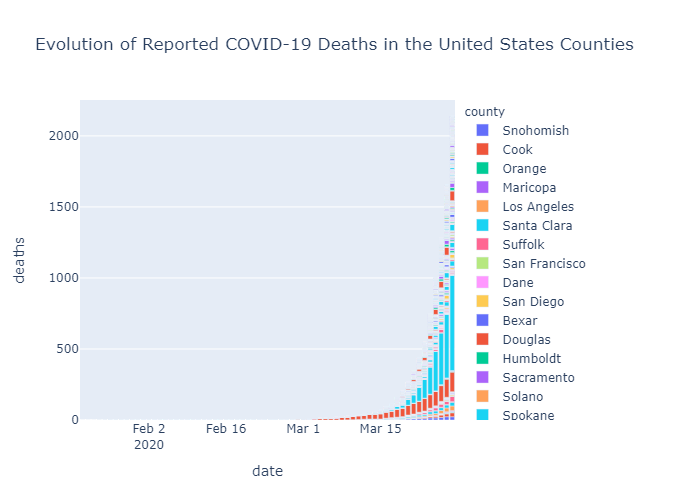 Evolution of Reported COVID-19 Deaths in the United States Counties
county
Snohomish
Cook
Orange
Maricopa
Los Angeles
Santa Clara
Suffolk
San Francisco
Dane
San Diego
Bexar
Douglas
Humboldt
Sacramento
Solano
Spokane
deaths
2000
1500
1000
500
0
Feb 2
2020
Feb 16
Mar 1
Mar 15
date